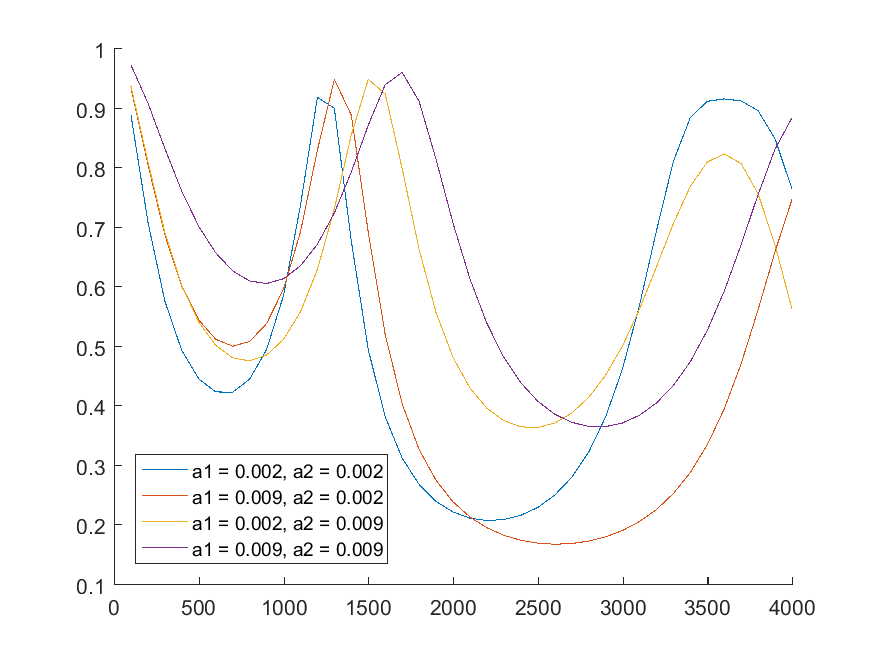 1
0.9
0.8
0.7
0.6
0.5
0.4
0.3
0.2
0.1
a1 = 0.002, a2 = 0.002
a1 = 0.009, a2 = 0.002
a1 = 0.002, a2 = 0.009
a1 = 0.009, a2 = 0.009
0 500 1000 1500 2000 2500 3000 3500 4000